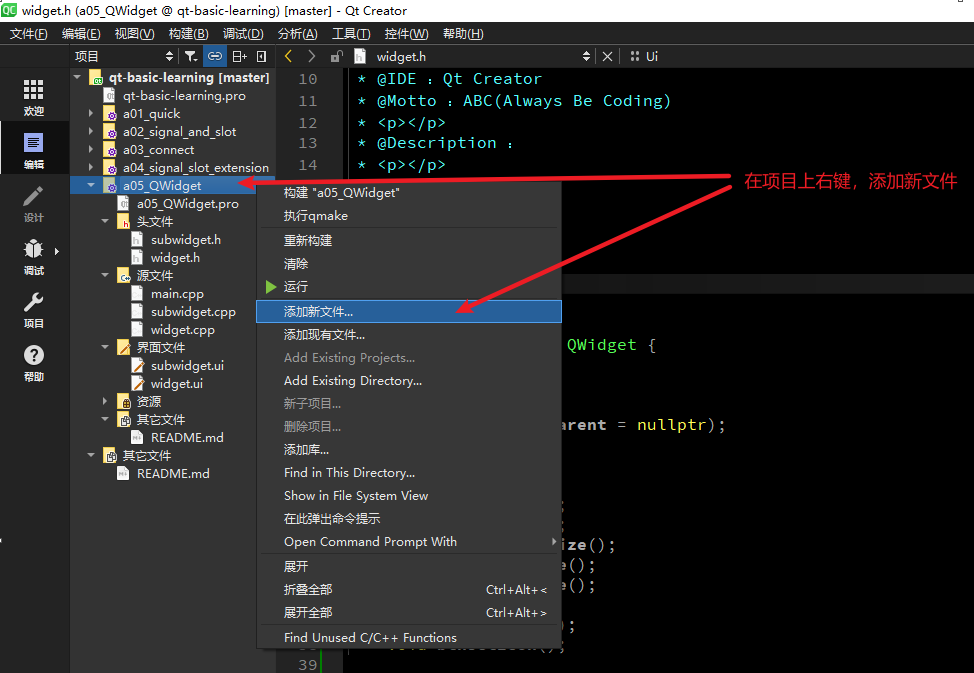 widget.h (a05_QWidget @ qt-basic-learning) [master] - Qt Creator
文件(F) 编辑(E) 视图(V) 构建(B) 调试(D) 分析(A) 工具(T) 控件(W) 帮助(H)
项目
widget.h
Ui
欢迎
编辑
设计
调试
项目
帮助
qt-basic-learning [master]
qt-basic-learning.pro
a01_quick
a02_signal_and_slot
a03_connect
a04_signal_slot_extension
a05_QWidget
a05_QWidget.pro
头文件
subwidget.h
widget.h
源文件
main.cpp
subwidget.cpp
widget.cpp
界面文件
subwidget.ui
widget.ui
资源
其它文件
README.md
其它文件
README.md
10 * @IDE : Qt Creator
11 * @Motto : ABC(Always Be Coding)
12 * <p></p>
13 * @Description :
14 * <p></p>
在项目上右键，添加新文件
构建 "a05_QWidget"
执行qmake
重新构建
清除
运行
添加新文件...
添加现有文件...
Add Existing Projects...
Add Existing Directory...
新子项目...
删除项目...
添加库...
Find in This Directory...
Show in File System View
在此弹出命令提示
Open Command Prompt With
展开
折叠全部 Ctrl+Alt+<
展开全部 Ctrl+Alt+>
Find Unused C/C++ Functions
QWidget {
arent = nullptr);
;
;
ize();
e();
e();
);
39